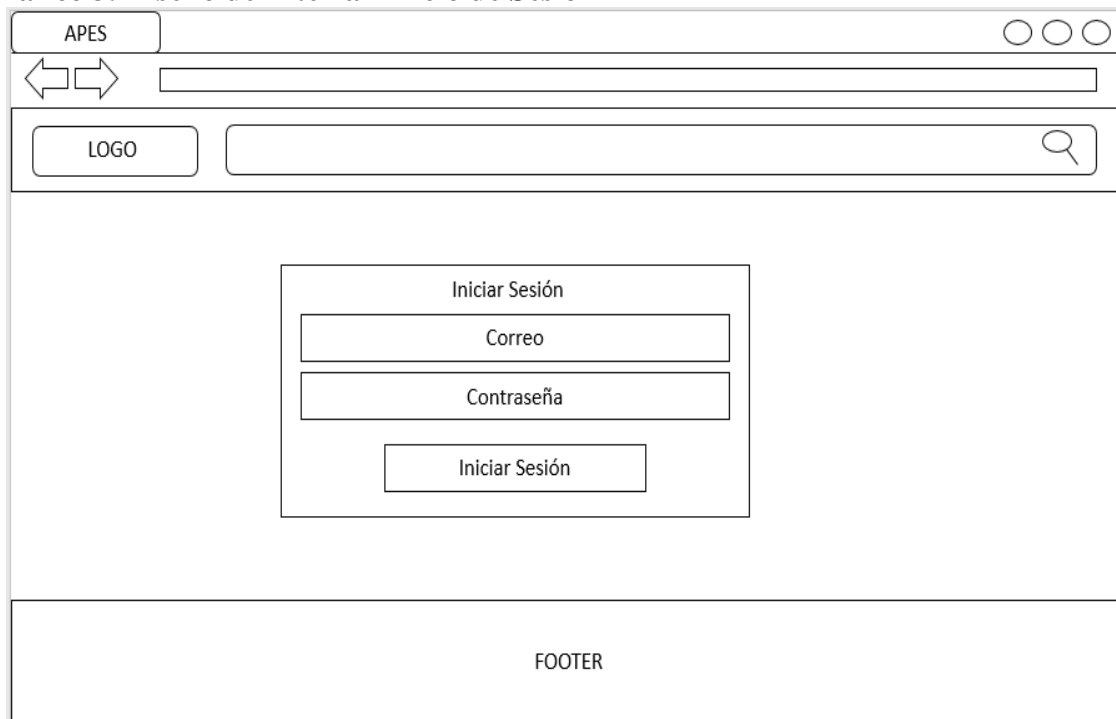 APES
LOGO
Iniciar Sesión
Correo
Contraseña
Iniciar Sesión
FOOTER